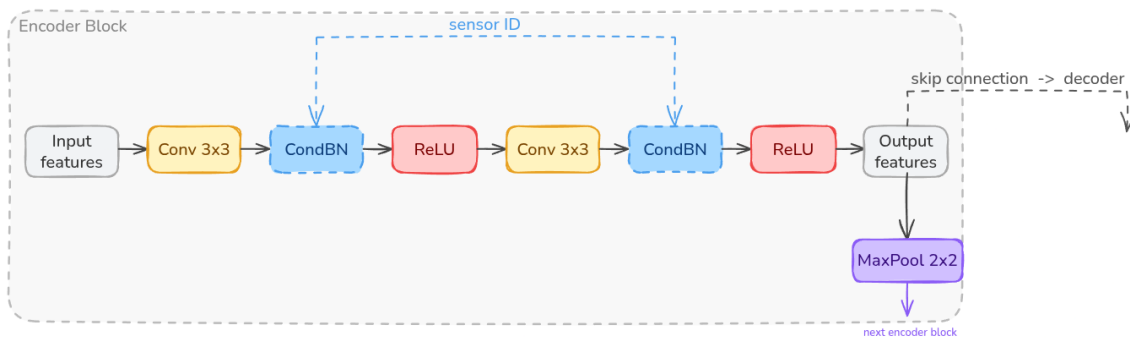 Encoder Block
sensor ID
skip connection -> decoder
Input
features
Conv 3x3
CondBN
ReLU
Conv 3x3
CondBN
ReLU
Output
features
MaxPool 2x2
next encoder block